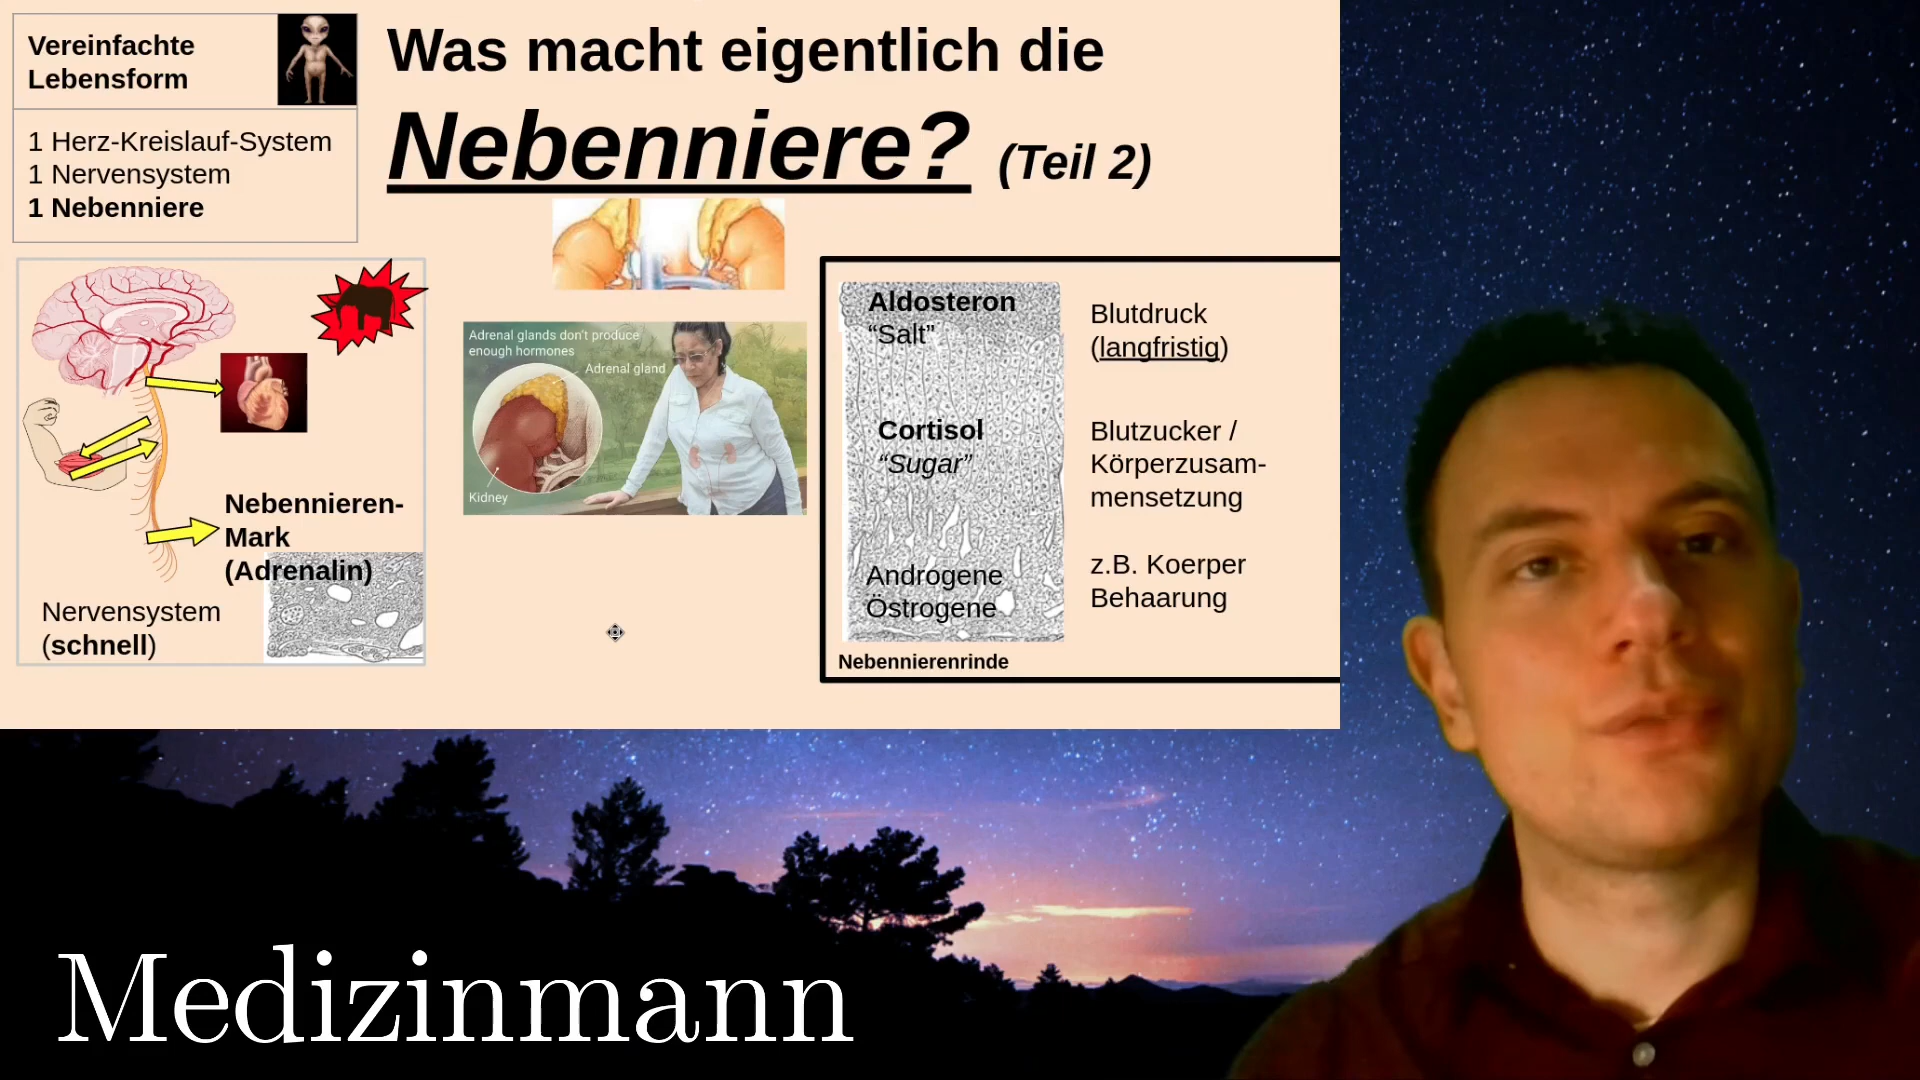 Vereinfachte
Lebensform
1 Herz-Kreislauf-System
1 Nervensystem
1 Nebenniere
Was macht eigentlich die
Nebenniere? (Teil 2)
Nebennieren-
Mark
(Adrenalin)
Nervensystem
(schnell)
Adrenal glands don't produce
enough hormones
Adrenal gland
Kidney
Aldosteron
“Salt”
Blutdruck
(langfristig)
Cortisol
“Sugar”
Blutzucker /
Körperzusam-
mensetzung
Androgene
Östrogene
z.B. Koerper
Behaarung
Nebennierenrinde
Medizinmann